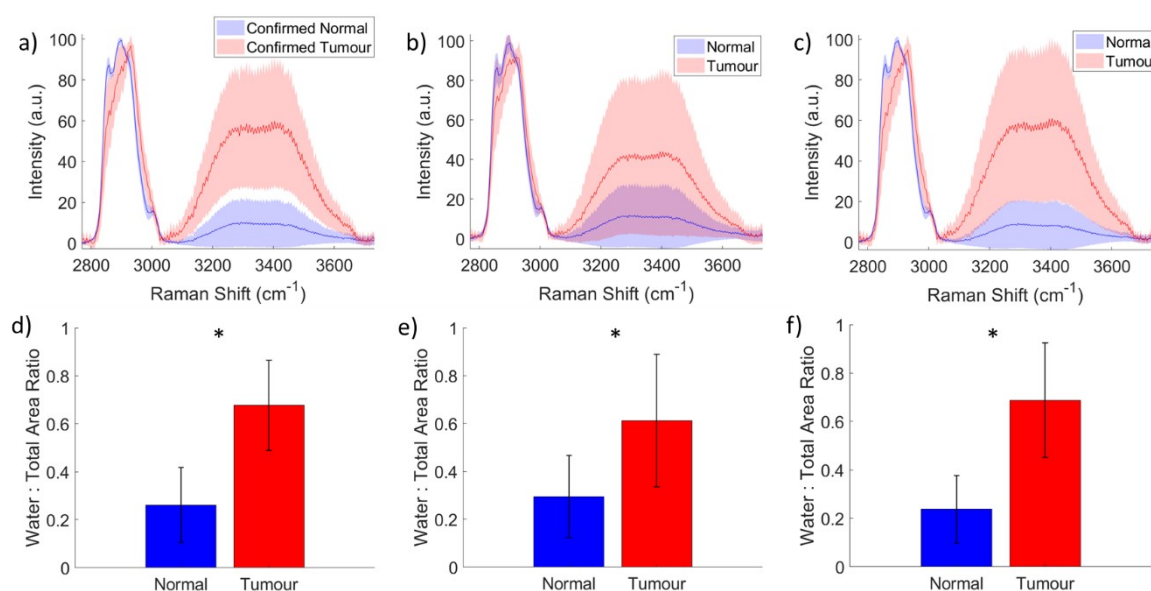 a)
Confirmed Normal
Confirmed Tumour
100
80
60
40
20
0
Intensity (a.u.)
2800 3000 3200 3400 3600
Raman Shift (cm-1)
b)
Normal
Tumour
100
80
60
40
20
0
Intensity (a.u.)
2800 3000 3200 3400 3600
Raman Shift (cm-1)
c)
Normal
Tumour
100
80
60
40
20
0
Intensity (a.u.)
2800 3000 3200 3400 3600
Raman Shift (cm-1)
d)
*
1
0.8
0.6
0.4
0.2
0
Water : Total Area Ratio
Normal Tumour
e)
*
1
0.8
0.6
0.4
0.2
0
Water : Total Area Ratio
Normal Tumour
f)
*
1
0.8
0.6
0.4
0.2
0
Water : Total Area Ratio
Normal Tumour